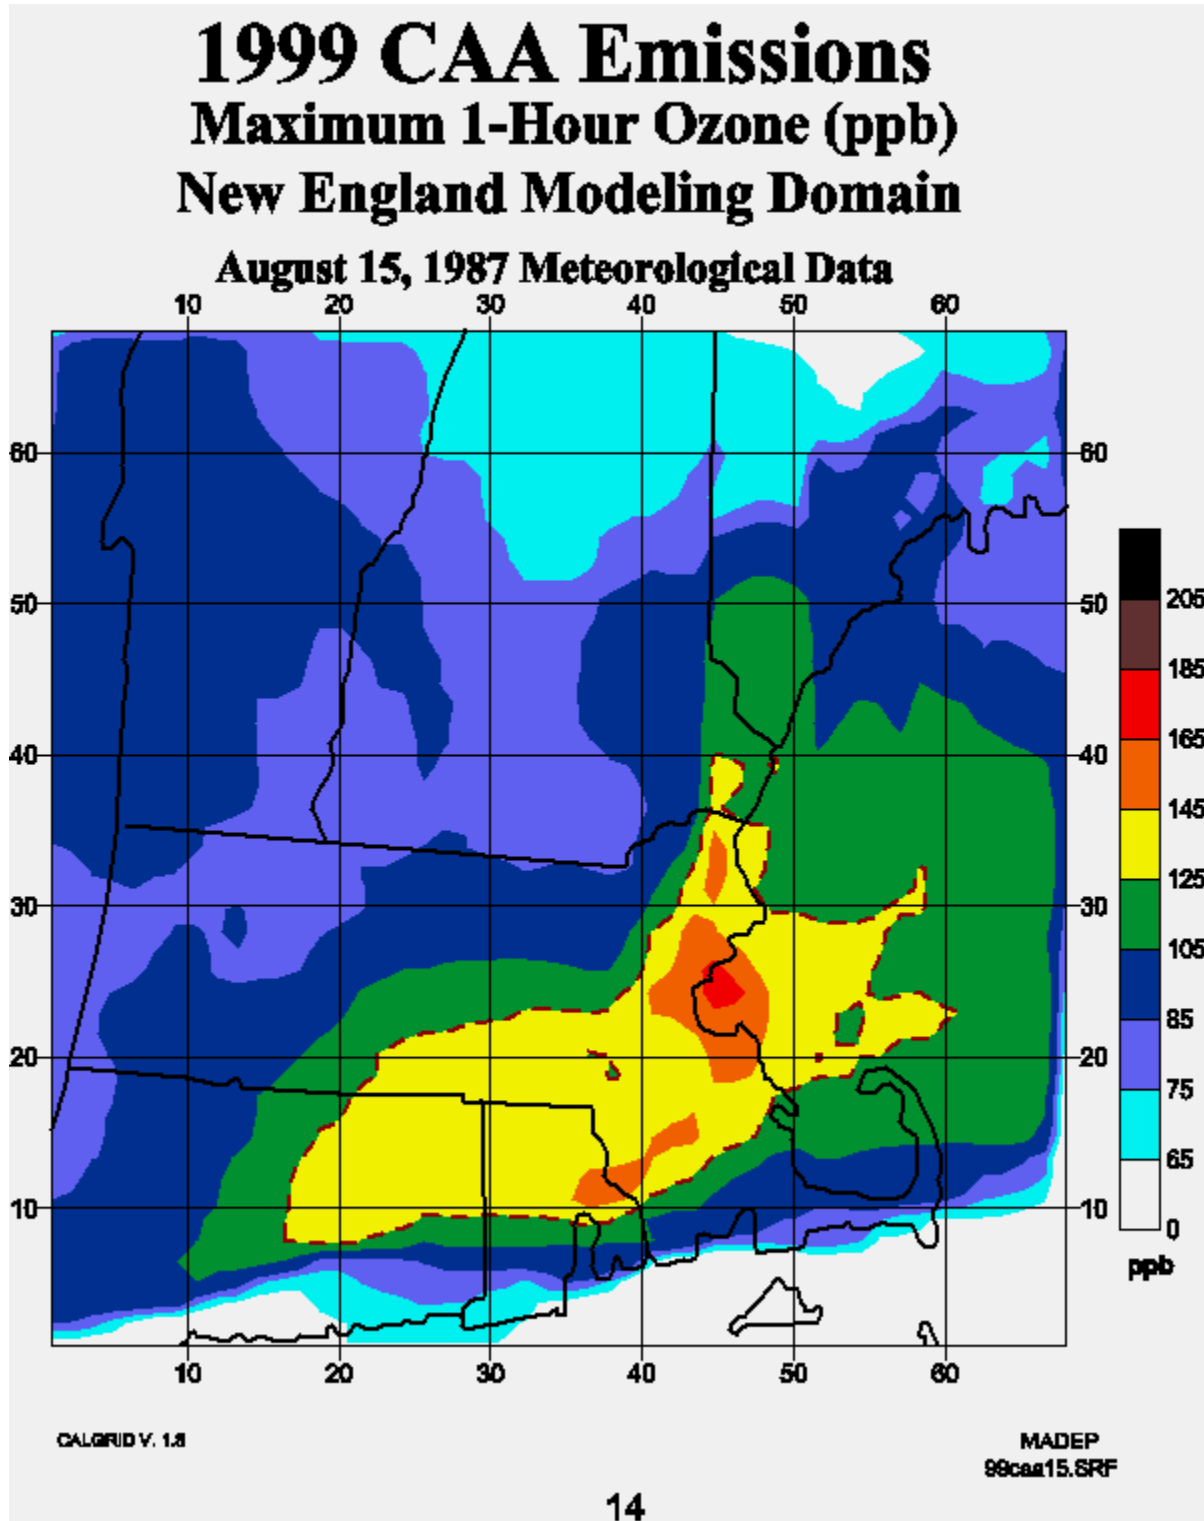 1999 CAA Emissions
Maximum 1-Hour Ozone (ppb)
New England Modeling Domain
August 15, 1987 Meteorological Data
10 20 30 40 50 60
60 60
50 50
40 40
30 30
20 20
10 10
205
185
165
145
125
105
85
75
65
0
ppb
10 20 30 40 50 60
CALGRID V. 1.6
MADEP
99caa15.SRF
14